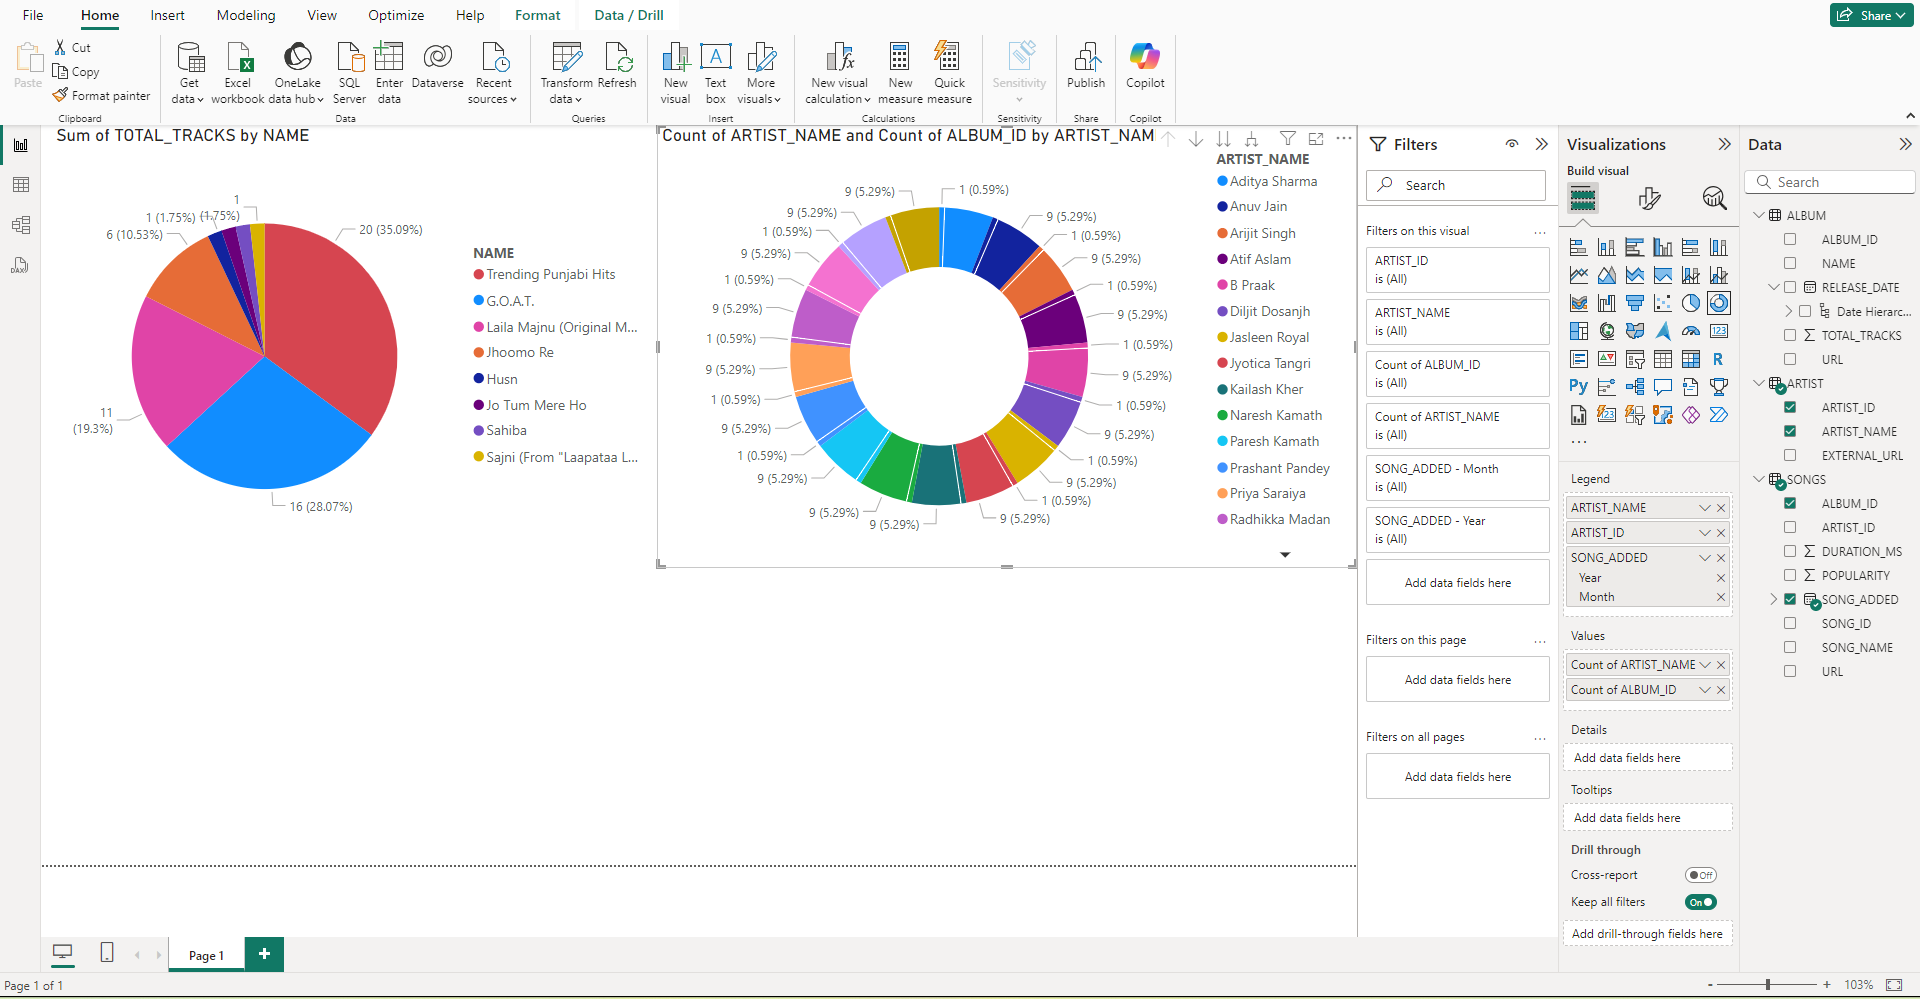 File Home Insert Modeling View Optimize Help Format Data / Drill Share
Paste
Cut
Copy
Format painter
Clipboard
Get data
Excel workbook
OneLake data hub
SQL Server
Enter data
Dataverse
Recent sources
Data
Transform data
Refresh
Queries
New visual
Text box
More visuals
Insert
New visual calculation
New measure
Quick measure
Calculations
Sensitivity
Sensitivity
Publish
Share
Copilot
Copilot
Sum of TOTAL_TRACKS by NAME
1
1 (1.75%)
(1.75%)
6 (10.53%)
20 (35.09%)
11
(19.3%)
16 (28.07%)
NAME
Trending Punjabi Hits
G.O.A.T.
Laila Majnu (Original M...
Jhoomo Re
Husn
Jo Tum Mere Ho
Sahiba
Sajni (From "Laapataa L...
Count of ARTIST_NAME and Count of ALBUM_ID by ARTIST_NAM
9 (5.29%) 1 (0.59%)
9 (5.29%) 9 (5.29%)
1 (0.59%) 1 (0.59%)
9 (5.29%) 9 (5.29%)
1 (0.59%) 1 (0.59%)
9 (5.29%) 9 (5.29%)
1 (0.59%) 1 (0.59%)
9 (5.29%) 9 (5.29%)
1 (0.59%) 1 (0.59%)
9 (5.29%) 9 (5.29%)
1 (0.59%) 1 (0.59%)
9 (5.29%) 9 (5.29%)
1 (0.59%)
9 (5.29%) 9 (5.29%) 9 (5.29%)
ARTIST_NAME
Aditya Sharma
Anuv Jain
Arijit Singh
Atif Aslam
B Praak
Diljit Dosanjh
Jasleen Royal
Jyotica Tangri
Kailash Kher
Naresh Kamath
Paresh Kamath
Prashant Pandey
Priya Saraiya
Radhikka Madan
Filters
Search
Filters on this visual ...
ARTIST_ID
is (All)
ARTIST_NAME
is (All)
Count of ALBUM_ID
is (All)
Count of ARTIST_NAME
is (All)
SONG_ADDED - Month
is (All)
SONG_ADDED - Year
is (All)
Add data fields here
Filters on this page ...
Add data fields here
Filters on all pages ...
Add data fields here
Visualizations
Build visual
123
R
Py
123
...
Legend
ARTIST_NAME
ARTIST_ID
SONG_ADDED
Year
Month
Values
Count of ARTIST_NAME
Count of ALBUM_ID
Details
Add data fields here
Tooltips
Add data fields here
Drill through
Cross-report Off
Keep all filters On
Add drill-through fields here
Data
Search
ALBUM
ALBUM_ID
NAME
RELEASE_DATE
Date Hierarc...
TOTAL_TRACKS
URL
ARTIST
ARTIST_ID
ARTIST_NAME
EXTERNAL_URL
SONGS
ALBUM_ID
ARTIST_ID
DURATION_MS
POPULARITY
SONG_ADDED
SONG_ID
SONG_NAME
URL
Page 1 +
Page 1 of 1
- + 103%